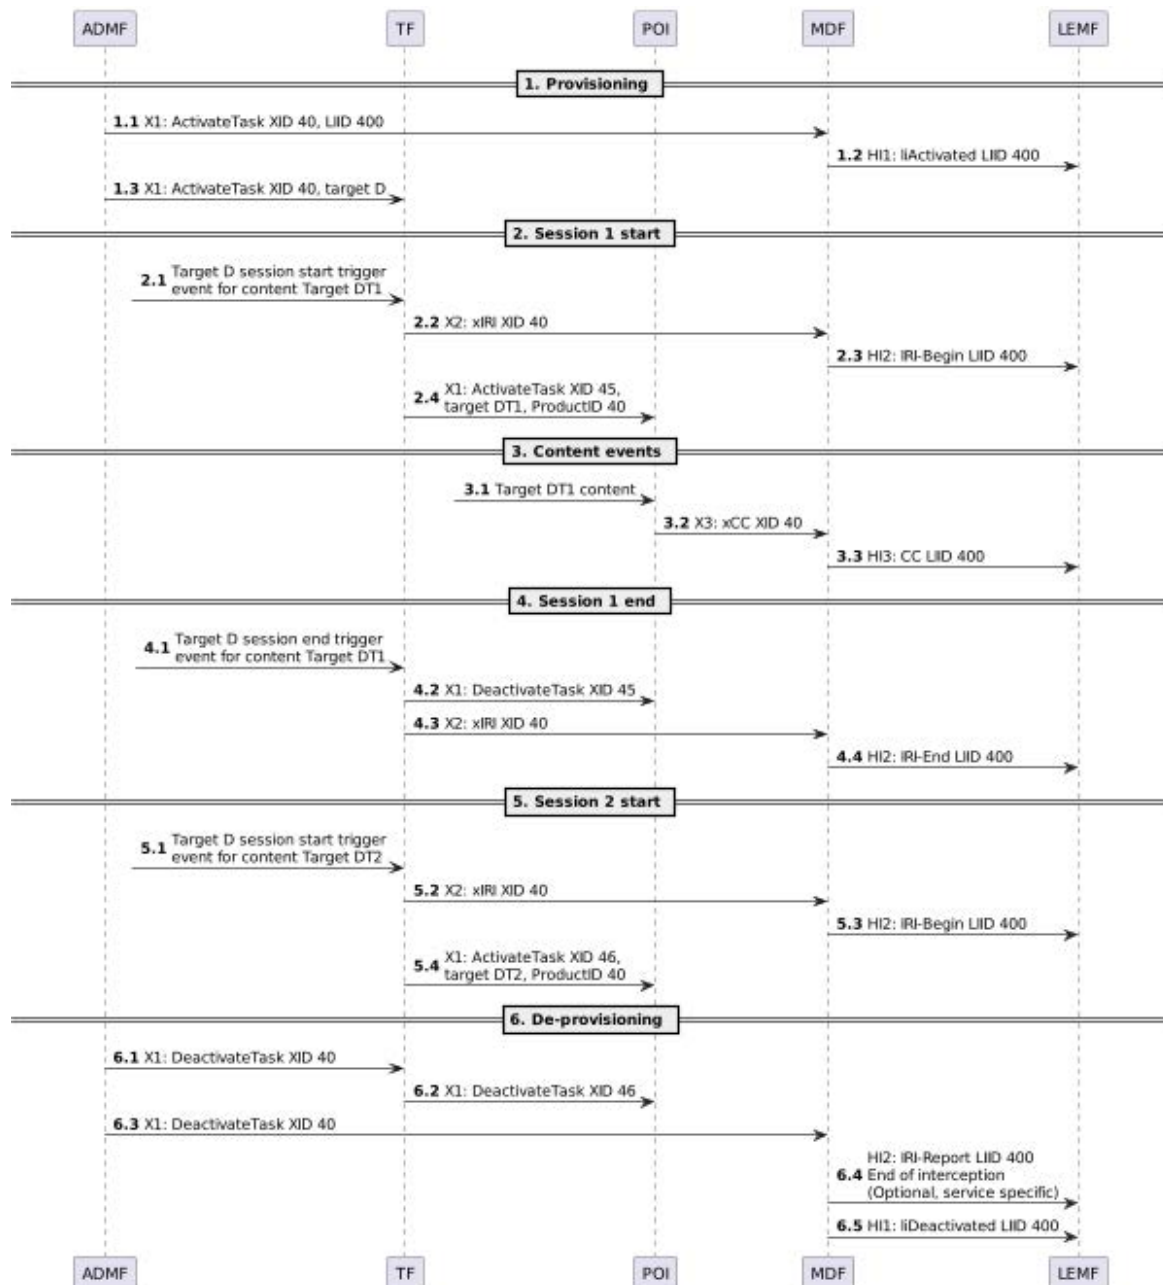 ADMF TF POI MDF LEMF
1. Provisioning
1.1 X1: ActivateTask XID 40, LIID 400
1.2 HI1: liActivated LIID 400
1.3 X1: ActivateTask XID 40, target D
2. Session 1 start
2.1 Target D session start trigger
event for content Target DT1
2.2 X2: xIRI XID 40
2.3 HI2: IRI-Begin LIID 400
2.4 X1: ActivateTask XID 45,
target DT1, ProductID 40
3. Content events
3.1 Target DT1 content
3.2 X3: xCC XID 40
3.3 HI3: CC LIID 400
4. Session 1 end
4.1 Target D session end trigger
event for content Target DT1
4.2 X1: DeactivateTask XID 45
4.3 X2: xIRI XID 40
4.4 HI2: IRI-End LIID 400
5. Session 2 start
5.1 Target D session start trigger
event for content Target DT2
5.2 X2: xIRI XID 40
5.3 HI2: IRI-Begin LIID 400
5.4 X1: ActivateTask XID 46,
target DT2, ProductID 40
6. De-provisioning
6.1 X1: DeactivateTask XID 40
6.2 X1: DeactivateTask XID 46
6.3 X1: DeactivateTask XID 40
HI2: IRI-Report LIID 400
6.4 End of interception
(Optional, service specific)
6.5 HI1: liDeactivated LIID 400
ADMF TF POI MDF LEMF